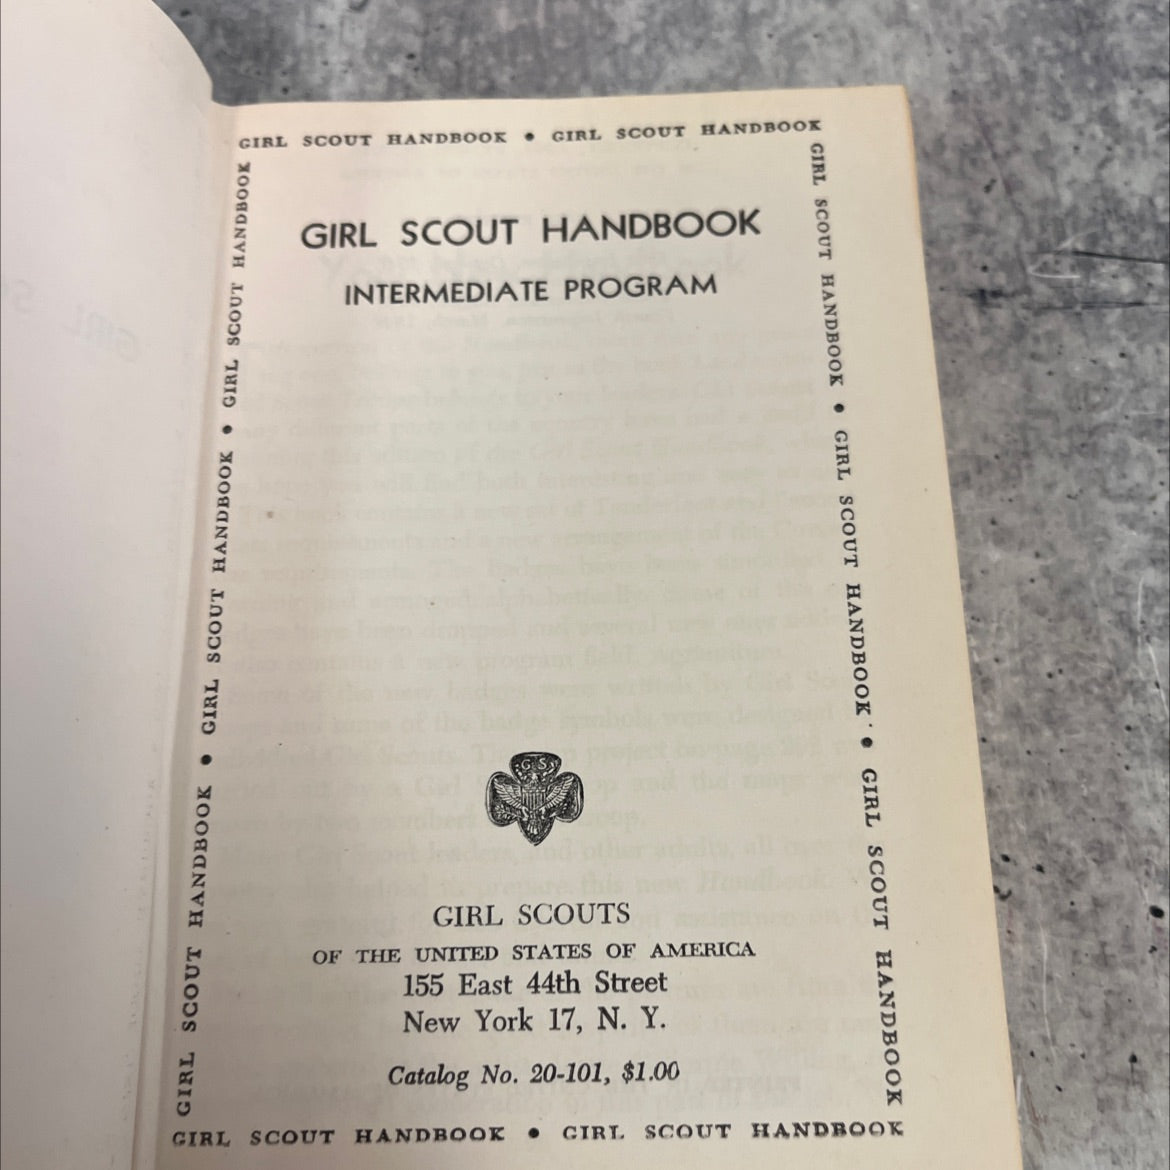 GIRL SCOUT HANDBOOK • GIRL SCOUT HANDBOOK
GIRL SCOUT HANDBOOK • GIRL SCOUT HANDBOOK • GIRL SCOUT HANDBOOK
GIRL SCOUT HANDBOOK • GIRL SCOUT HANDBOOK • GIRL SCOUT HANDBOOK
GIRL SCOUT HANDBOOK
INTERMEDIATE PROGRAM
GS
GIRL SCOUTS
OF THE UNITED STATES OF AMERICA
155 East 44th Street
New York 17, N. Y.
Catalog No. 20-101, $1.00
GIRL SCOUT HANDBOOK • GIRL SCOUT HANDBOOK